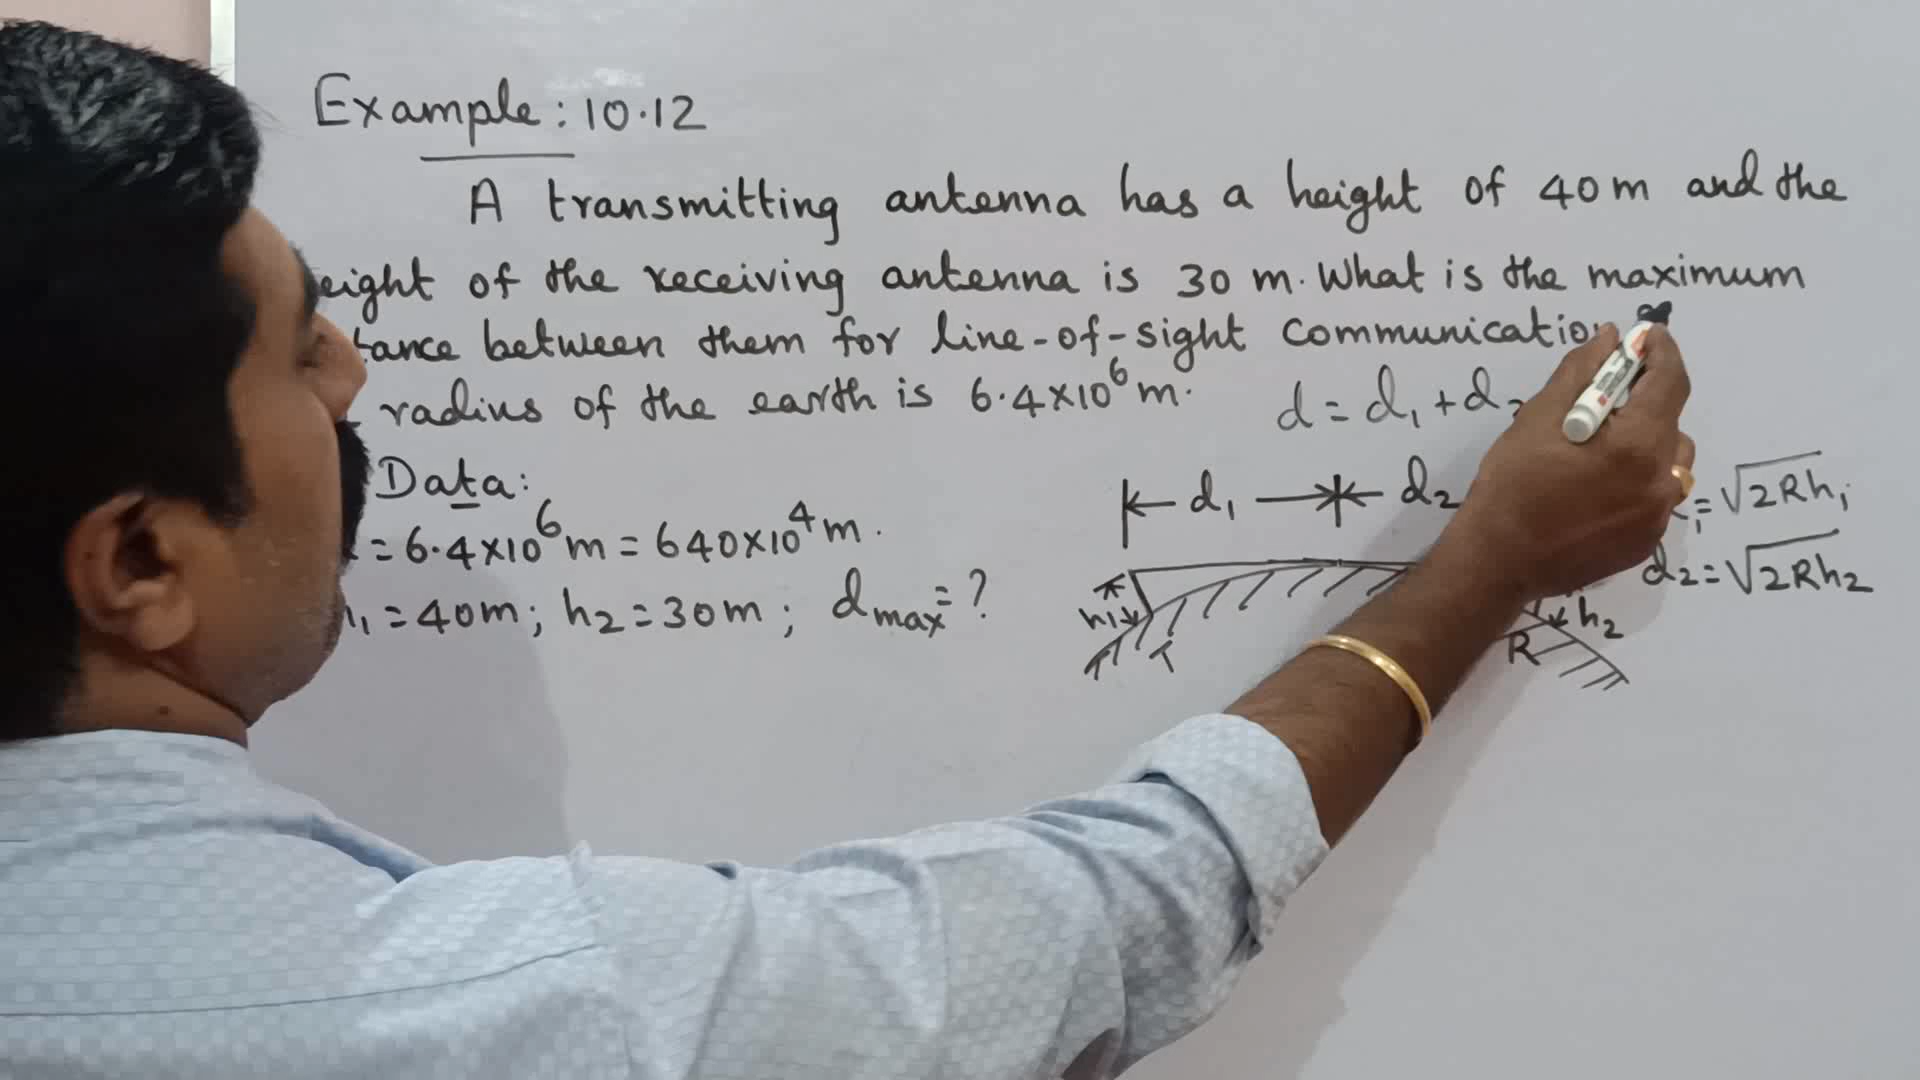 Example: 10.12
A transmitting antenna has a height of 40 m and the
eight of the receiving antenna is 30 m. What is the maximum
tance between them for line-of-sight communication
radius of the earth is 6.4×10⁶ m.
d = d₁ + d₂
Data:
= 6.4×10⁶ m = 640×10⁴ m.
h₁ = 40m; h₂ = 30m; dmax = ?
d₁ d₂
= √2Rh₁
d₂ = √2Rh₂
h₁ T
R h₂